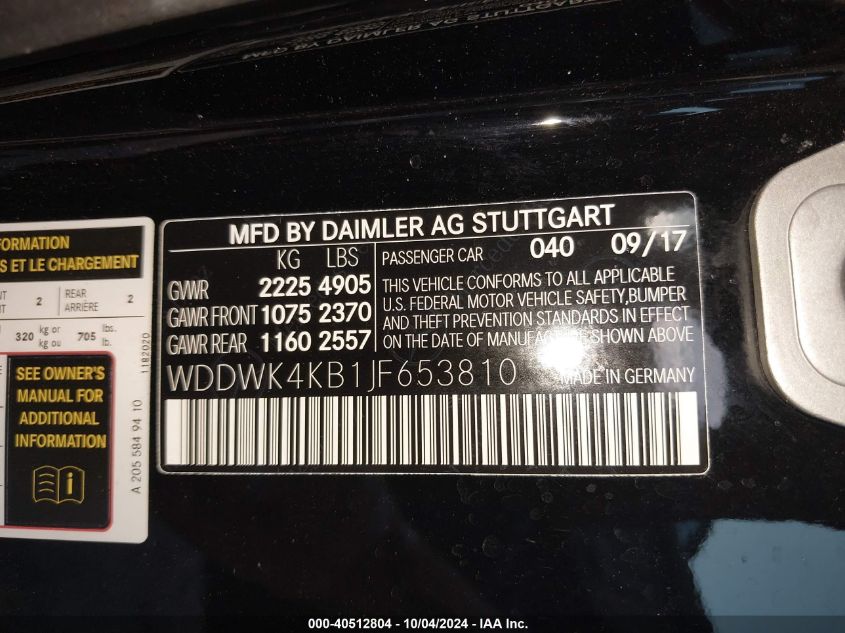 MFD BY DAIMLER AG STUTTGART
KG LBS
GWWR 2225 4905
GAWR FRONT 1075 2370
GAWR REAR 1160 2557
PASSENGER CAR 040 09/17
THIS VEHICLE CONFORMS TO ALL APPLICABLE
U.S. FEDERAL MOTOR VEHICLE SAFETY,BUMPER
AND THEFT PREVENTION STANDARDS IN EFFECT
ON THE DATE OF MANUFACTURE SHOWN ABOVE
WDDWK4KB1JF653810 MADE IN GERMANY
ET LE CHARGEMENT
2 REAR
ARRIÈRE 2
320 kg or
kg ou 705 lbs.
lb.
SEE OWNER'S
MANUAL FOR
ADDITIONAL
INFORMATION
1182020
A 205 584 94 10
000-40512804 - 10/04/2024 - IAA Inc.